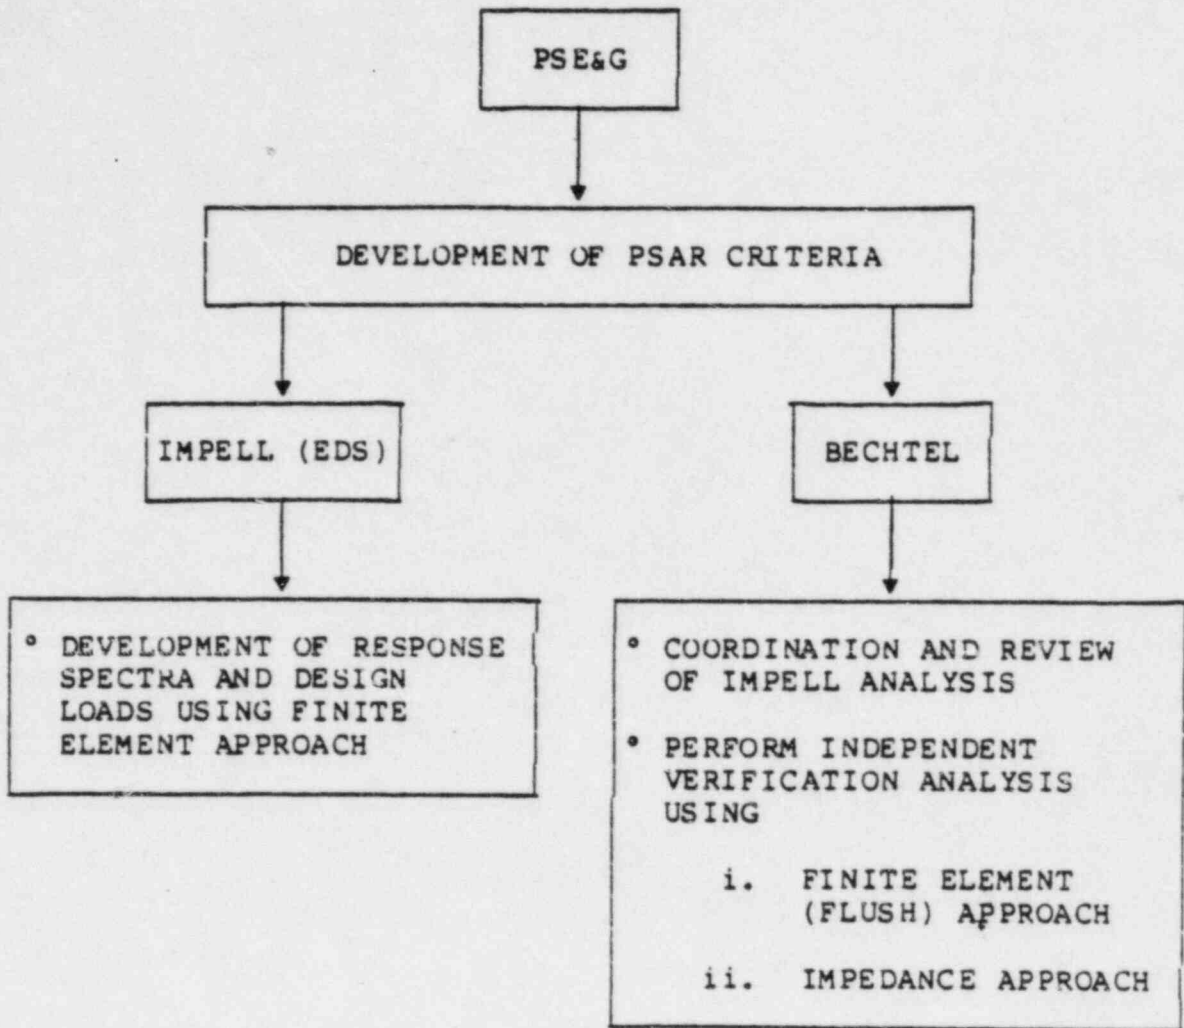 PSE&G
DEVELOPMENT OF PSAR CRITERIA
IMPELL (EDS)
BECHTEL
° DEVELOPMENT OF RESPONSE
SPECTRA AND DESIGN
LOADS USING FINITE
ELEMENT APPROACH
° COORDINATION AND REVIEW
OF IMPELL ANALYSIS
° PERFORM INDEPENDENT
VERIFICATION ANALYSIS
USING
i. FINITE ELEMENT
(FLUSH) APPROACH
ii. IMPEDANCE APPROACH